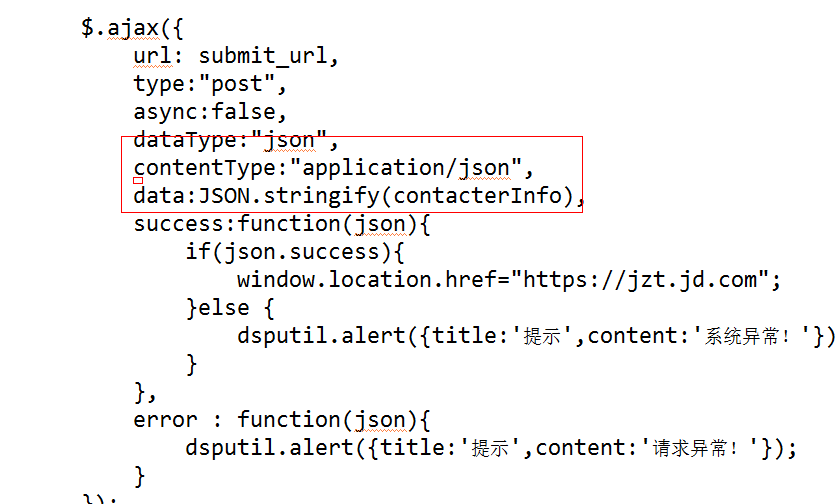 $.ajax({
url: submit_url,
type:"post",
async:false,
dataType:"json",
contentType:"application/json",
data:JSON.stringify(contacterInfo),
success:function(json){
if(json.success){
window.location.href="https://jzt.jd.com";
}else {
dsputil.alert({title:'提示',content:'系统异常！'})
}
},
error : function(json){
dsputil.alert({title:'提示',content:'请求异常！'});
}
});